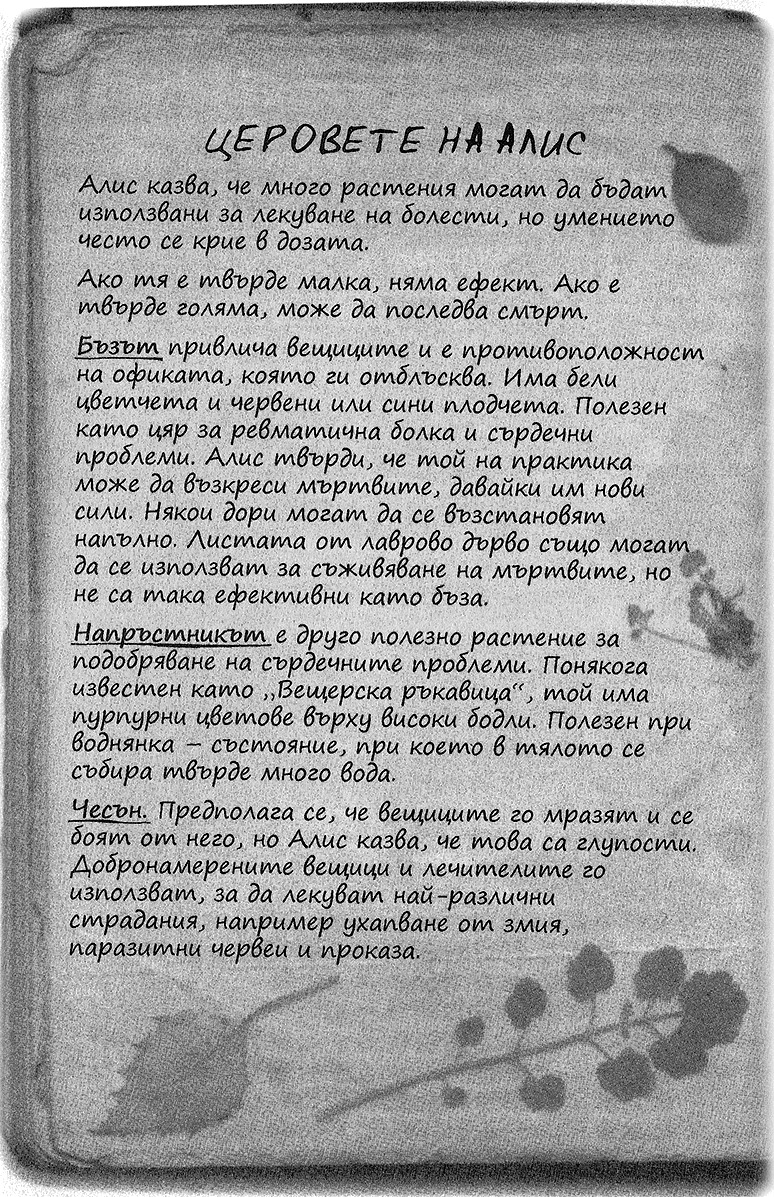 ЦЕРОВЕТЕ НА АЛИС
Алис казва, че много растения могат да бъдат
използвани за лекуване на болести, но умението
често се крие в дозата.
Ако тя е твърде малка, няма ефект. Ако е
твърде голяма, може да последва смърт.
Бъзът привлича вещиците и е противоположност
на офиката, която ги отблъсква. Има бели
цветчета и червени или сини плодчета. Полезен
като цяр за ревматична болка и сърдечни
проблеми. Алис твърди, че той на практика
може да възкреси мъртвите, давайки им нови
сили. Някои дори могат да се възстановят
напълно. Листата от лаврово дърво също могат
да се използват за съживяване на мъртвите, но
не са така ефективни като бъза.
Напръстникът е друго полезно растение за
подобряване на сърдечните проблеми. Понякога
известен като „Вещерска ръкавица“, той има
пурпурни цветове върху високи бодли. Полезен при
воднянка – състояние, при което в тялото се
събира твърде много вода.
Чесън. Предполага се, че вещиците го мразят и се
боят от него, но Алис казва, че това са глупости.
Добронамерените вещици и лечителите го
използват, за да лекуват най-различни
страдания, например ухапване от змия,
паразитни червеи и проказа.